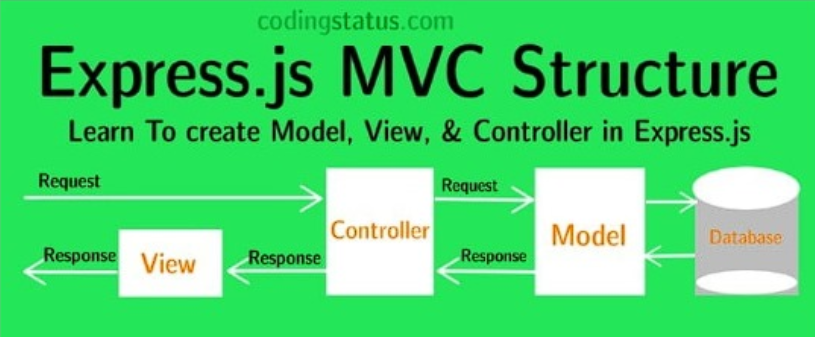 codingstatus.com
Express.js MVC Structure
Learn To create Model, View, & Controller in Express.js
Request
Request
Controller
Model
Database
Response
View
Response
Response